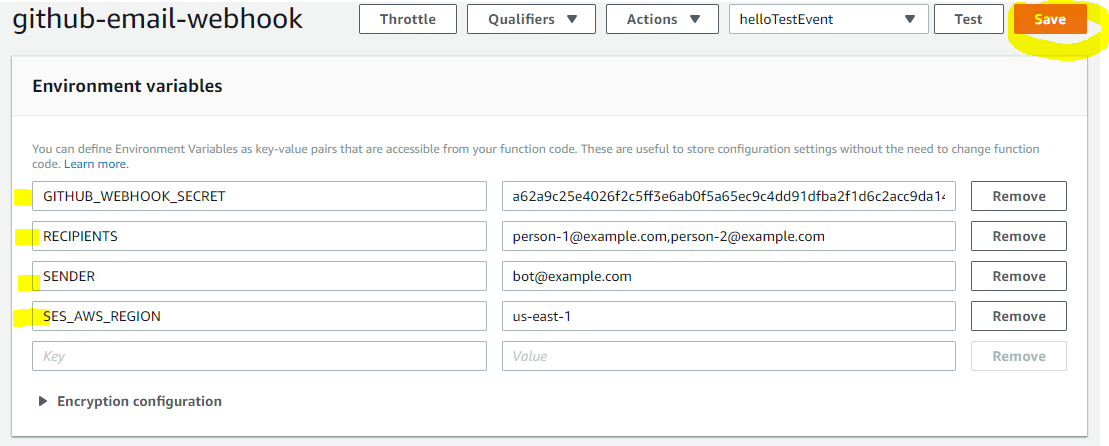 github-email-webhook Throttle Qualifiers Actions helloTestEvent Test Save
Environment variables
You can define Environment Variables as key-value pairs that are accessible from your function code. These are useful to store configuration settings without the need to change function
code. Learn more.
GITHUB_WEBHOOK_SECRET a62a9c25e4026f2c5ff3e6ab0f5a65ec9c4dd91dfba2f1d6c2acc9da14 Remove
RECIPIENTS person-1@example.com,person-2@example.com Remove
SENDER bot@example.com Remove
SES_AWS_REGION us-east-1 Remove
Key Value Remove
Encryption configuration